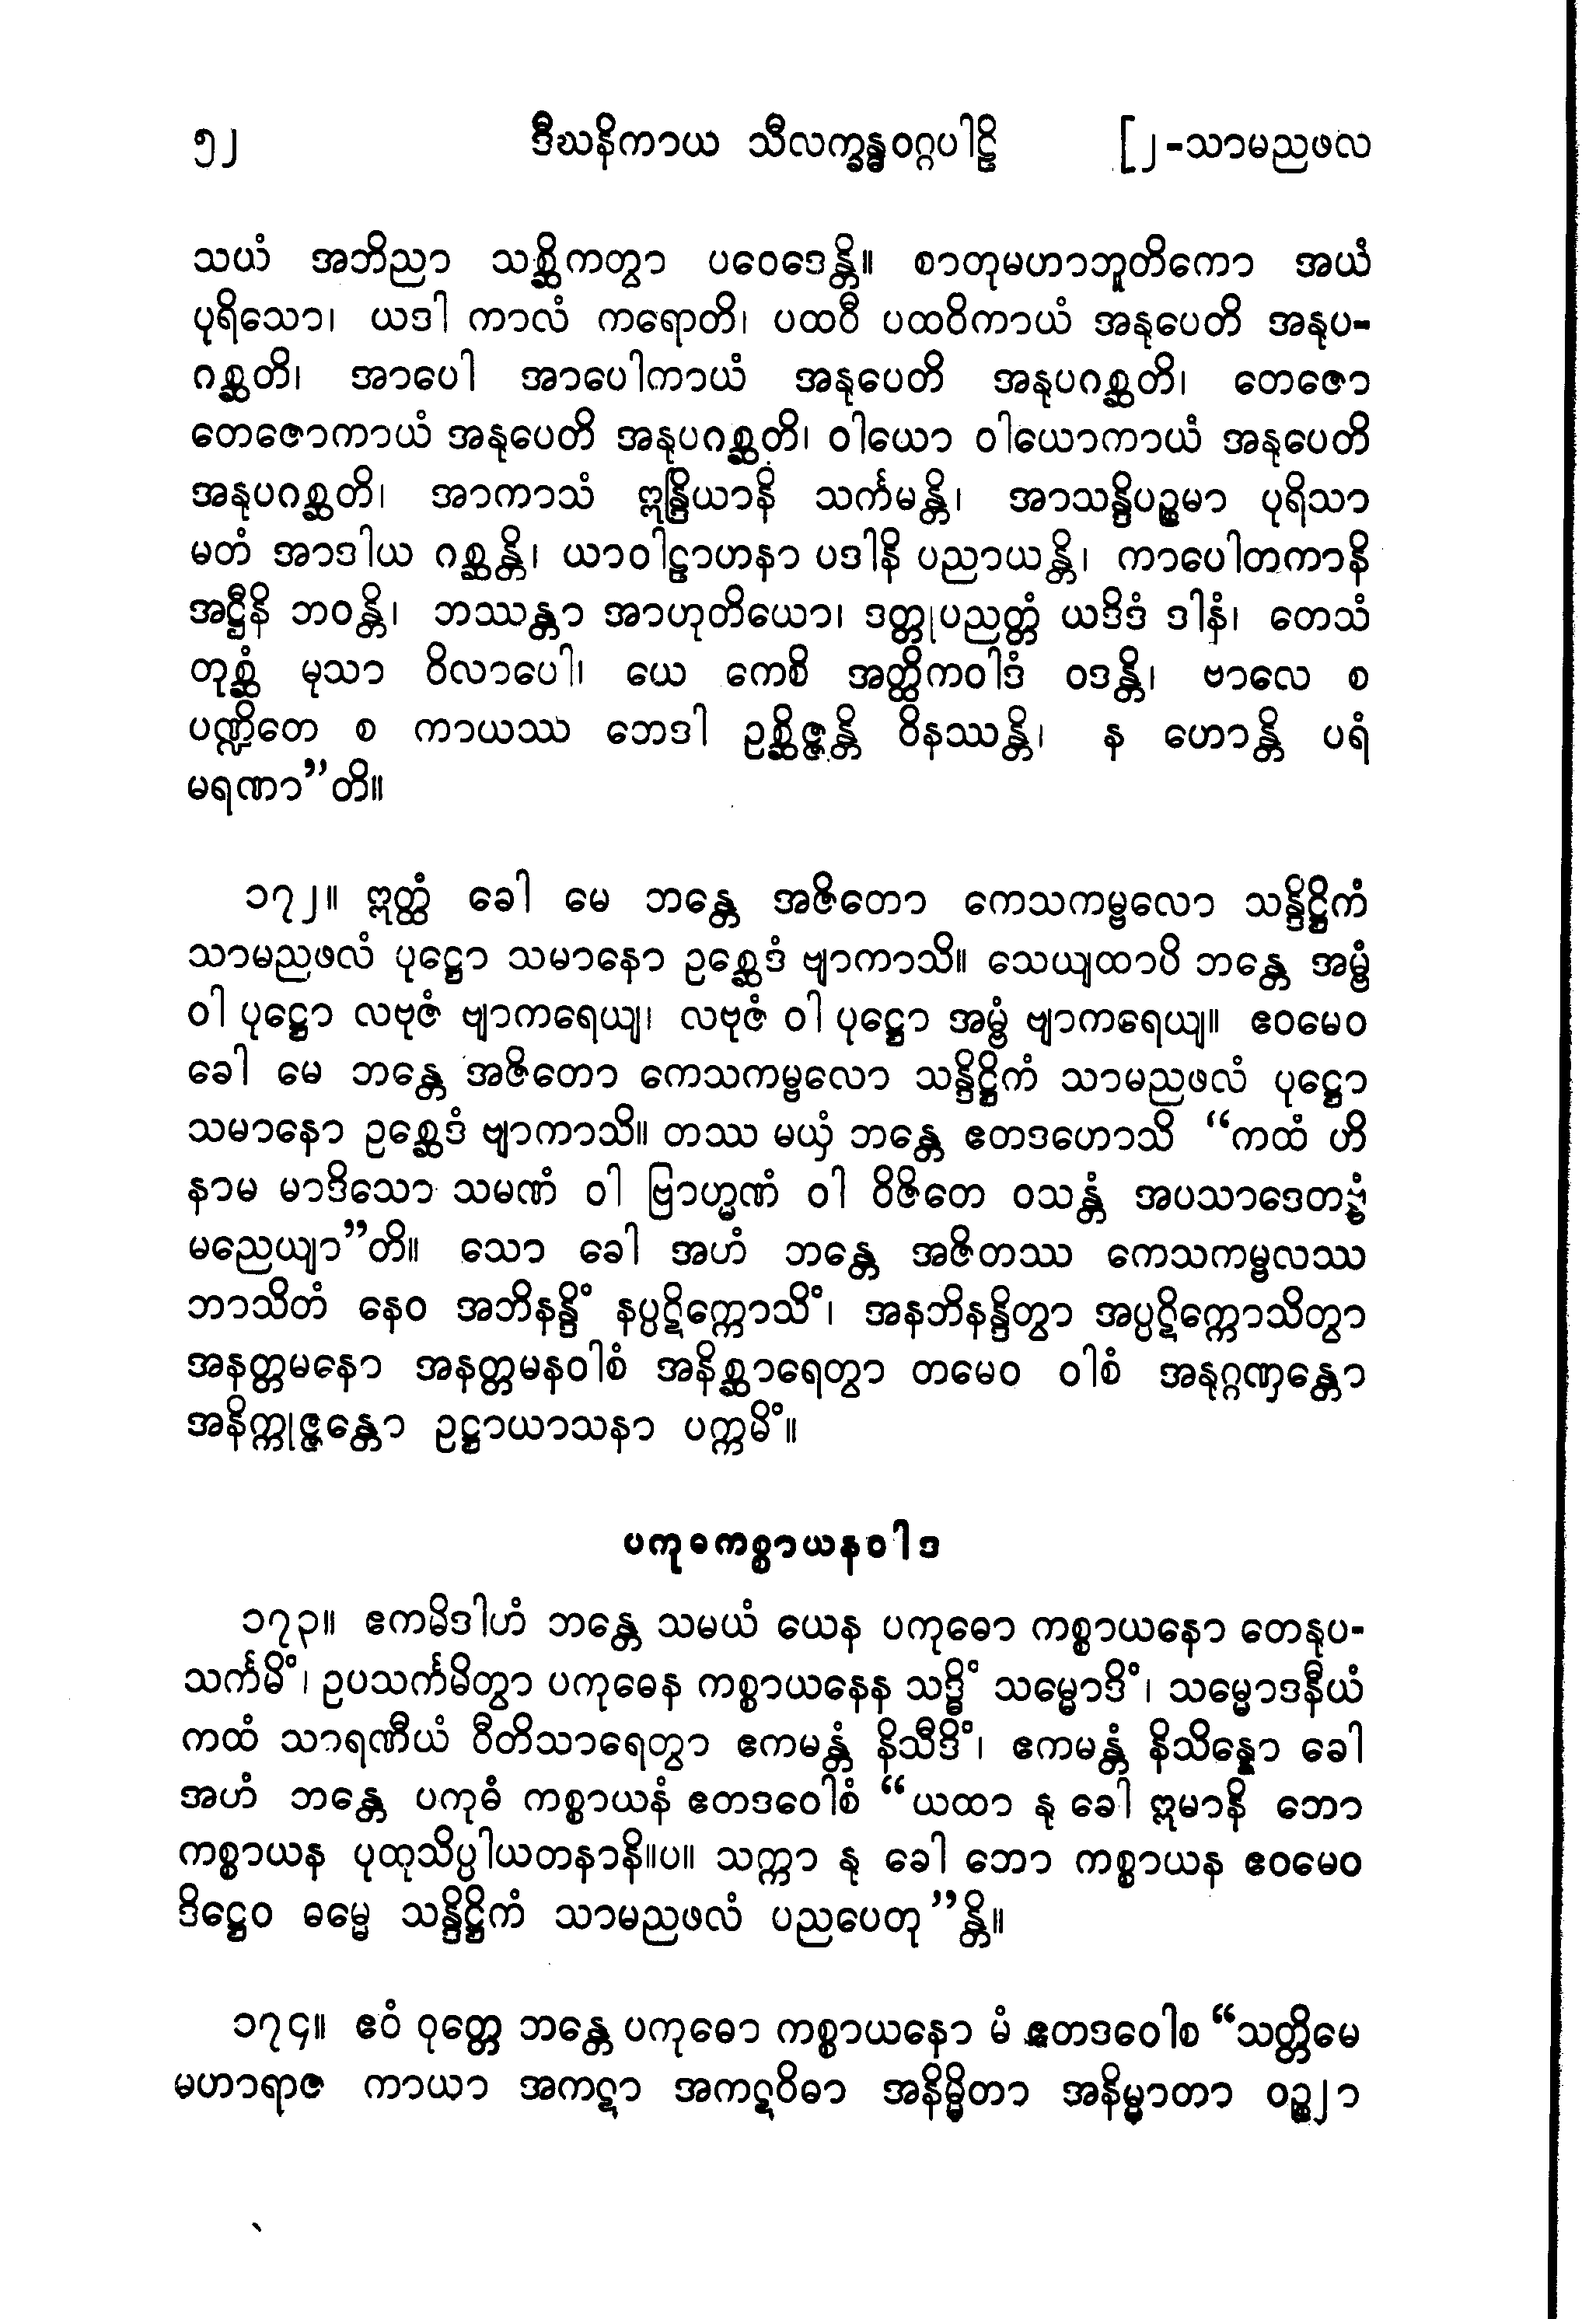 ၅၂ ဒီဃနိကာယ သီလက္ခန္ဓဝဂ္ဂပါဠိ [၂-သာမညဖလ
သယံ အဘိညာ သစ္ဆိကတွာ ပဝေဒေန္တိ။ စာတုမဟာဘူတိကော အယံ
ပုရိသော၊ ယဒါ ကာလံ ကရောတိ၊ ပထဝီ ပထဝိကာယံ အနုပေတိ အနုပ-
ဂစ္ဆတိ၊ အာပေါ အာပေါကာယံ အနုပေတိ အနုပဂစ္ဆတိ၊ တေဇော
တေဇောကာယံ အနုပေတိ အနုပဂစ္ဆတိ၊ ဝါယော ဝါယောကာယံ အနုပေတိ
အနုပဂစ္ဆတိ၊ အာကာသံ ဣန္ဒြိယာနိ သင်္ကမန္တိ၊ အာသန္ဒိပဉ္စမာ ပုရိသာ
မတံ အာဒါယ ဂစ္ဆန္တိ၊ ယာဝါဠာဟနာ ပဒါနိ ပညာယန္တိ၊ ကာပေါတကာနိ
အဋ္ဌီနိ ဘဝန္တိ၊ ဘဿန္တာ အာဟုတိယော၊ ဒတ္တုပညတ္တံ ယဒိဒံ ဒါနံ၊ တေသံ
တုစ္ဆံ မုသာ ဝိလာပေါ၊ ယေ ကေစိ အတ္ထိကဝါဒံ ဝဒန္တိ၊ ဗာလေ စ
ပဏ္ဍိတေ စ ကာယဿ ဘေဒါ ဥစ္ဆိဇ္ဇန္တိ ဝိနဿန္တိ၊ န ဟောန္တိ ပရံ
မရဏာ”တိ။
၁၇၂။ ဣတ္ထံ ခေါ မေ ဘန္တေ အဇိတော ကေသကမ္ဗလော သန္ဒိဋ္ဌိကံ
သာမညဖလံ ပုဋ္ဌော သမာနော ဥစ္ဆေဒံ ဗျာကာသိ။ သေယျထာပိ ဘန္တေ အမ္ဗံ
ဝါ ပုဋ္ဌော လဗုဇံ ဗျာကရေယျ၊ လဗုဇံ ဝါ ပုဋ္ဌော အမ္ဗံ ဗျာကရေယျ။ ဧဝမေဝ
ခေါ မေ ဘန္တေ အဇိတော ကေသကမ္ဗလော သန္ဒိဋ္ဌိကံ သာမညဖလံ ပုဋ္ဌော
သမာနော ဥစ္ဆေဒံ ဗျာကာသိ။ တဿ မယှံ ဘန္တေ ဧတဒဟောသိ “ကထံ ဟိ
နာမ မာဒိသော သမဏံ ဝါ ဗြာဟ္မဏံ ဝါ ဝိဇိတေ ဝသန္တံ အပသာဒေတဗ္ဗံ
မညေယျာ”တိ။ သော ခေါ အဟံ ဘန္တေ အဇိတဿ ကေသကမ္ဗလဿ
ဘာသိတံ နေဝ အဘိနန္ဒိံ နပ္ပဋိက္ကောသိံ၊ အနဘိနန္ဒိတွာ အပ္ပဋိက္ကောသိတွာ
အနတ္တမနော အနတ္တမနဝါစံ အနိစ္ဆာရေတွာ တမေဝ ဝါစံ အနုဂ္ဂဏှန္တော
အနိက္ကုဇ္ဇန္တော ဥဋ္ဌာယာသနာ ပက္ကမိံ။
ပကုဓကစ္စာယနဝါဒ
၁၇၃။ ဧကမိဒါဟံ ဘန္တေ သမယံ ယေန ပကုဓော ကစ္စာယနော တေနုပ-
သင်္ကမိံ၊ ဥပသင်္ကမိတွာ ပကုဓေန ကစ္စာယနေန သဒ္ဓိံ သမ္မောဒိံ၊ သမ္မောဒနီယံ
ကထံ သာရဏီယံ ဝီတိသာရေတွာ ဧကမန္တံ နိသီဒိံ၊ ဧကမန္တံ နိသိန္နော ခေါ
အဟံ ဘန္တေ ပကုဓံ ကစ္စာယနံ ဧတဒဝေါစံ “ယထာ နု ခေါ ဣမာနိ ဘော
ကစ္စာယန ပုထုသိပ္ပါယတနာနိ။ပ။ သက္ကာ နု ခေါ ဘော ကစ္စာယန ဧဝမေဝ
ဒိဋ္ဌေဝ ဓမ္မေ သန္ဒိဋ္ဌိကံ သာမညဖလံ ပညပေတု”န္တိ။
၁၇၄။ ဧဝံ ဝုတ္တေ ဘန္တေ ပကုဓော ကစ္စာယနော မံ ဧတဒဝေါစ “သတ္တိမေ
မဟာရာဇ ကာယာ အကဋာ အကဋဝိဓာ အနိမ္မိတာ အနိမ္မာတာ ဝဉ္ဈာ